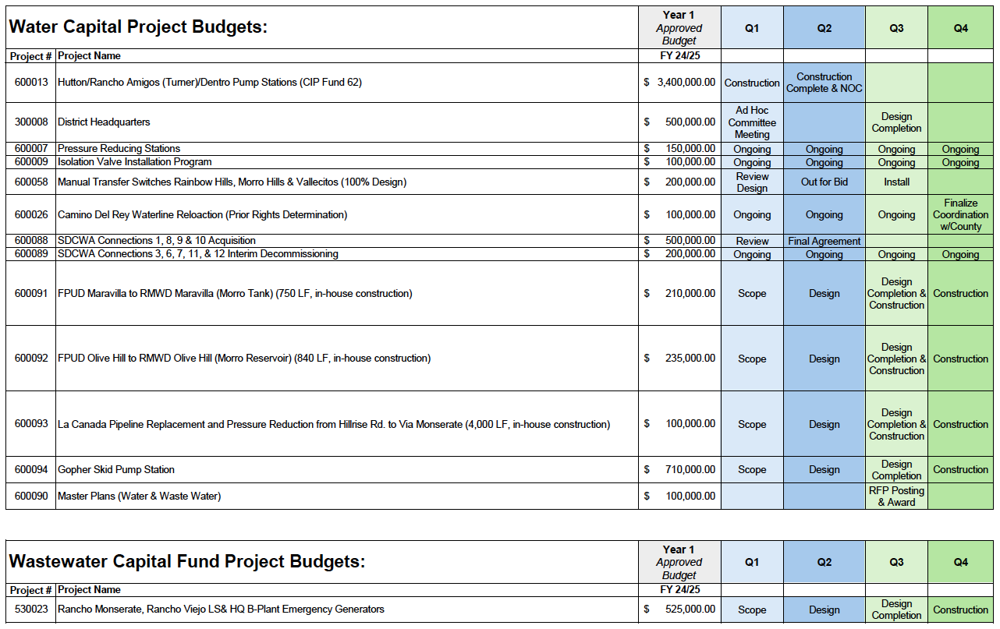 Water Capital Project Budgets:
Year 1
Approved
Budget
Q1
Q2
Q3
Q4
Project #
Project Name
FY 24/25
600013 Hutton/Rancho Amigos (Turner)/Dentro Pump Stations (CIP Fund 62) $ 3,400,000.00 Construction
Construction
Complete & NOC
300008 District Headquarters $ 500,000.00
Ad Hoc
Committee
Meeting
Design
Completion
600007 Pressure Reducing Stations $ 150,000.00 Ongoing Ongoing Ongoing Ongoing
600009 Isolation Valve Installation Program $ 100,000.00 Ongoing Ongoing Ongoing Ongoing
600058 Manual Transfer Switches Rainbow Hills, Morro Hills & Vallecitos (100% Design) $ 200,000.00
Review
Design
Out for Bid
Install
600026 Camino Del Rey Waterline Reloaction (Prior Rights Determination) $ 100,000.00 Ongoing Ongoing Ongoing
Finalize
Coordination
w/County
600088 SDCWA Connections 1, 8, 9 & 10 Acquisition $ 500,000.00 Review Final Agreement
600089 SDCWA Connections 3, 6, 7, 11, & 12 Interim Decommissioning $ 200,000.00 Ongoing Ongoing Ongoing Ongoing
600091 FPUD Maravilla to RMWD Maravilla (Morro Tank) (750 LF, in-house construction) $ 210,000.00 Scope Design
Design
Completion &
Construction
Construction
600092 FPUD Olive Hill to RMWD Olive Hill (Morro Reservoir) (840 LF, in-house construction) $ 235,000.00 Scope Design
Design
Completion &
Construction
Construction
600093 La Canada Pipeline Replacement and Pressure Reduction from Hillrise Rd. to Via Monserate (4,000 LF, in-house construction) $ 100,000.00 Scope Design
Design
Completion &
Construction
Construction
600094 Gopher Skid Pump Station $ 710,000.00 Scope Design
Design
Completion
Construction
600090 Master Plans (Water & Waste Water) $ 100,000.00
RFP Posting
& Award
Wastewater Capital Fund Project Budgets:
Year 1
Approved
Budget
Q1
Q2
Q3
Q4
Project #
Project Name
FY 24/25
530023 Rancho Monserate, Rancho Viejo LS& HQ B-Plant Emergency Generators $ 525,000.00 Scope Design
Design
Completion
Construction